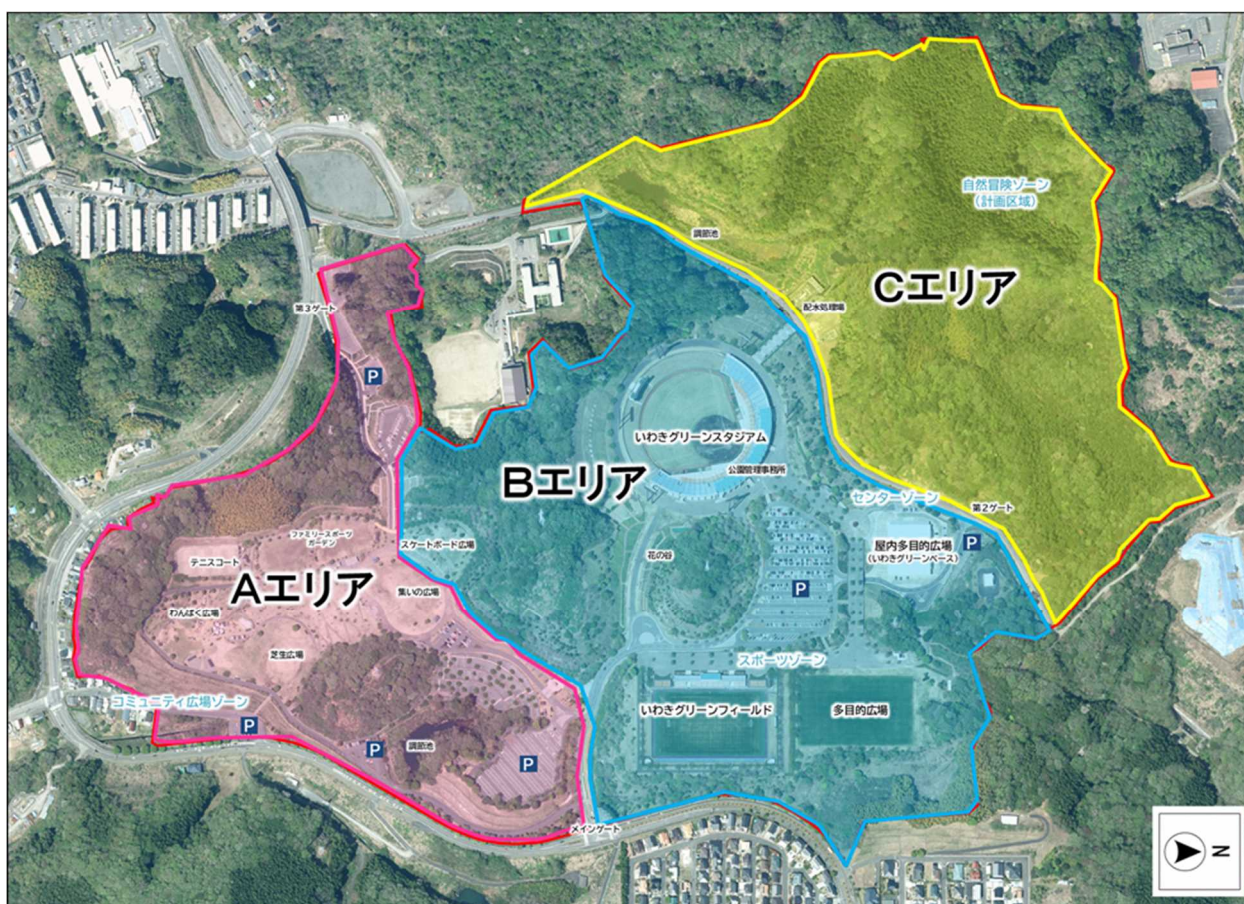 自然冒険ゾーン
(計画区域)
調節池
Cエリア
第3ゲート
配水処理場
P
いわきグリーンスタジアム
公園管理事務所
Bエリア
センターゾーン
第2ゲート
ファミリースポーツ
ガーデン
スケートボード広場
花の谷
屋内多目的広場
(いわきグリーンベース)
P
テニスコート
Aエリア
集いの広場
P
わんぱく広場
芝生広場
スポーツゾーン
コミュニティ広場ゾーン
いわきグリーンフィールド
多目的広場
P
P
調節池
P
メインゲート
N